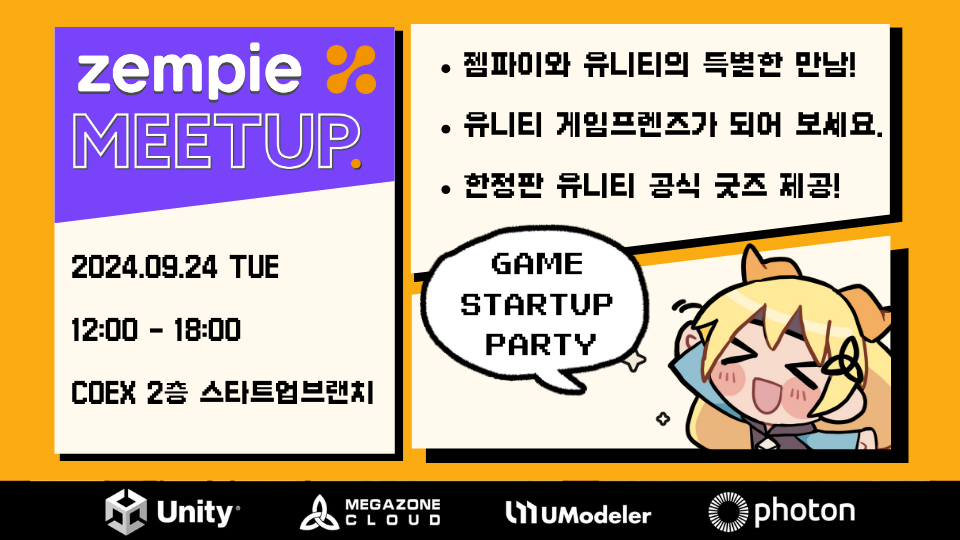 zempie
MEETUP.
2024.09.24 TUE
12:00 - 18:00
COEX 2층 스타트업브랜치
• 젬파이와 유니티의 특별한 만남!
• 유니티 게임프렌즈가 되어 보세요.
• 한정판 유니티 공식 굿즈 제공!
GAME
STARTUP
PARTY
Unity
MEGAZONE
CLOUD
UModeler
photon